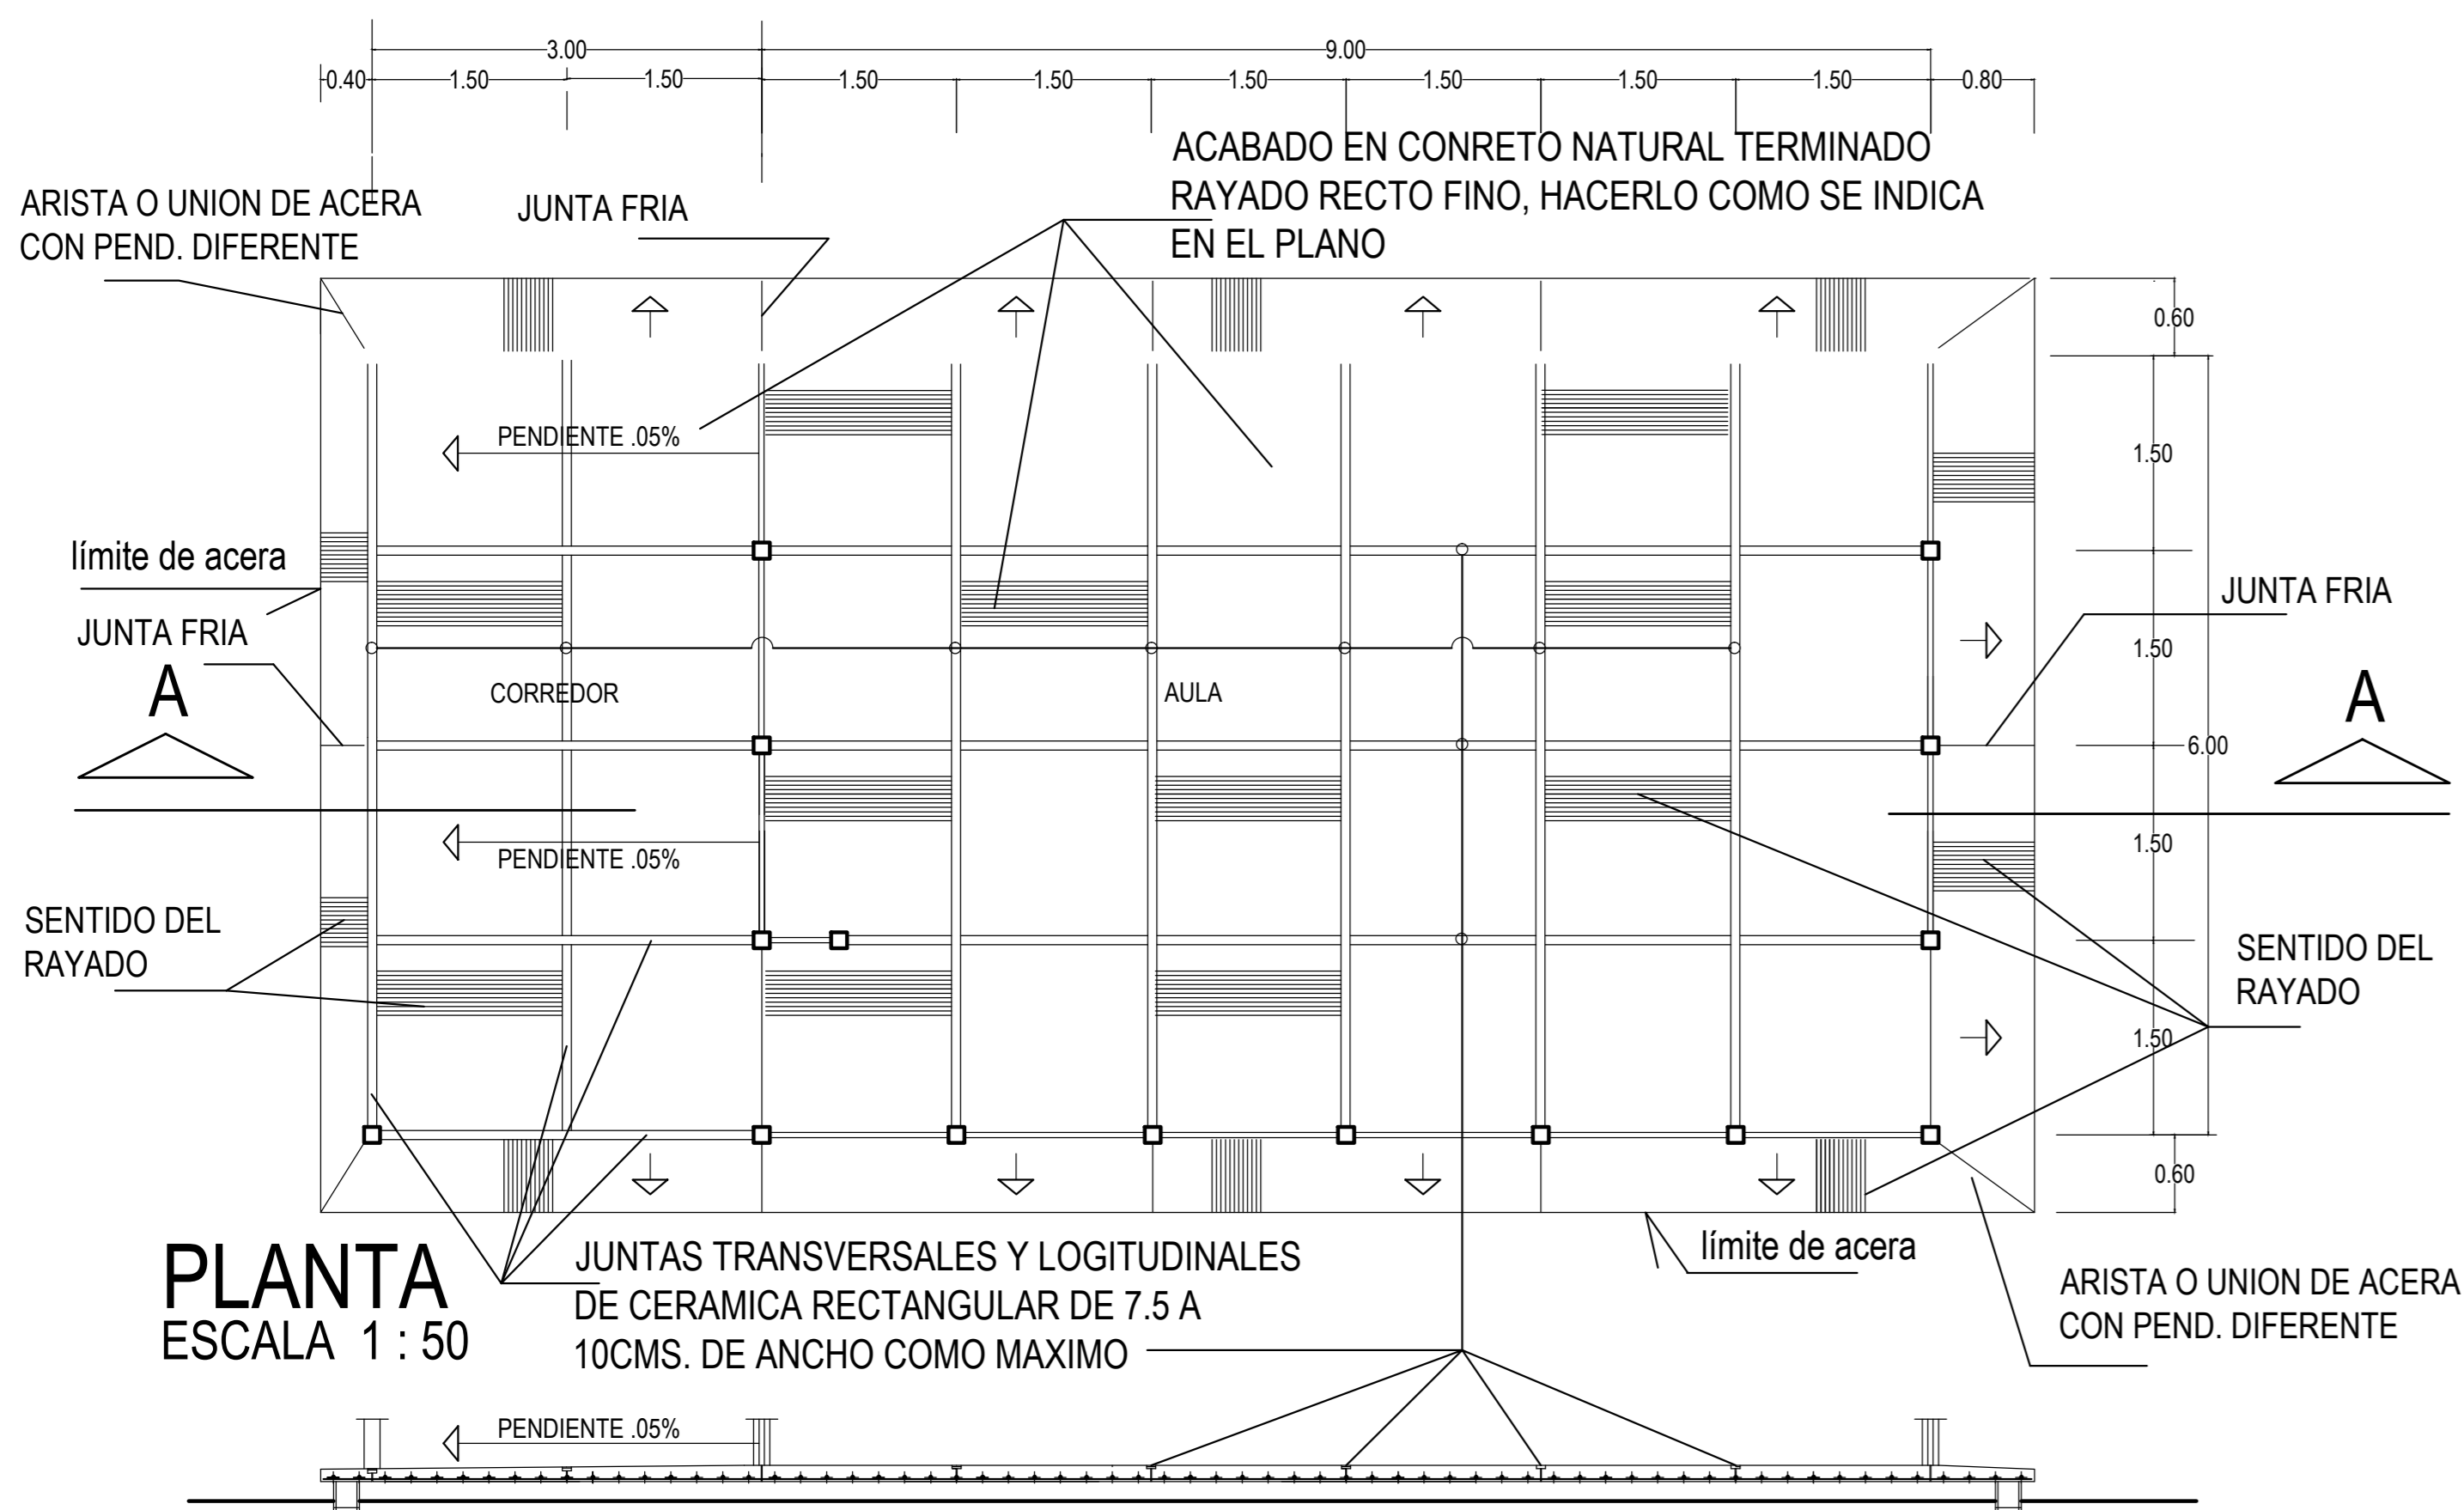 3.00
9.00
0.40
1.50
1.50
1.50
1.50
1.50
1.50
1.50
1.50
0.80
ACABADO EN CONRETO NATURAL TERMINADO
RAYADO RECTO FINO, HACERLO COMO SE INDICA
EN EL PLANO
ARISTA O UNION DE ACERA
CON PEND. DIFERENTE
JUNTA FRIA
0.60
PENDIENTE .05%
1.50
límite de acera
JUNTA FRIA
JUNTA FRIA
1.50
A
CORREDOR
AULA
A
6.00
PENDIENTE .05%
1.50
SENTIDO DEL
RAYADO
SENTIDO DEL
RAYADO
1.50
0.60
PLANTA
ESCALA 1 : 50
JUNTAS TRANSVERSALES Y LOGITUDINALES
DE CERAMICA RECTANGULAR DE 7.5 A
10CMS. DE ANCHO COMO MAXIMO
límite de acera
ARISTA O UNION DE ACERA
CON PEND. DIFERENTE
PENDIENTE .05%